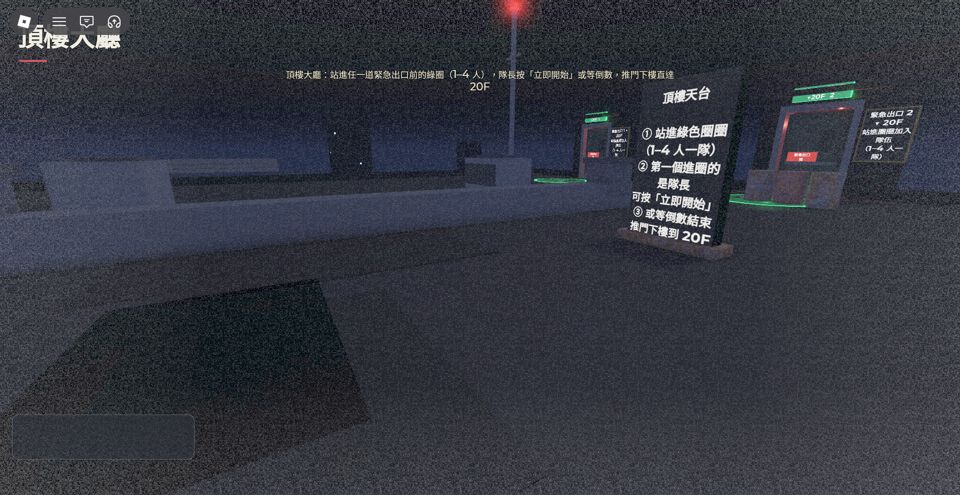 頂樓大廳
頂樓大廳：站進任一道緊急出口前的綠圈（1–4 人），隊長按「立即開始」或等倒數，推門下樓直達
20F
頂樓天台
① 站進綠色圈圈
（1–4 人一隊）
② 第一個進圈的
是隊長
可按「立即開始」
③ 或等倒數結束
推門下樓到 20F
緊急出口 2
▼ 20F
站進圈圈加入
隊伍
（1–4 人一
隊）